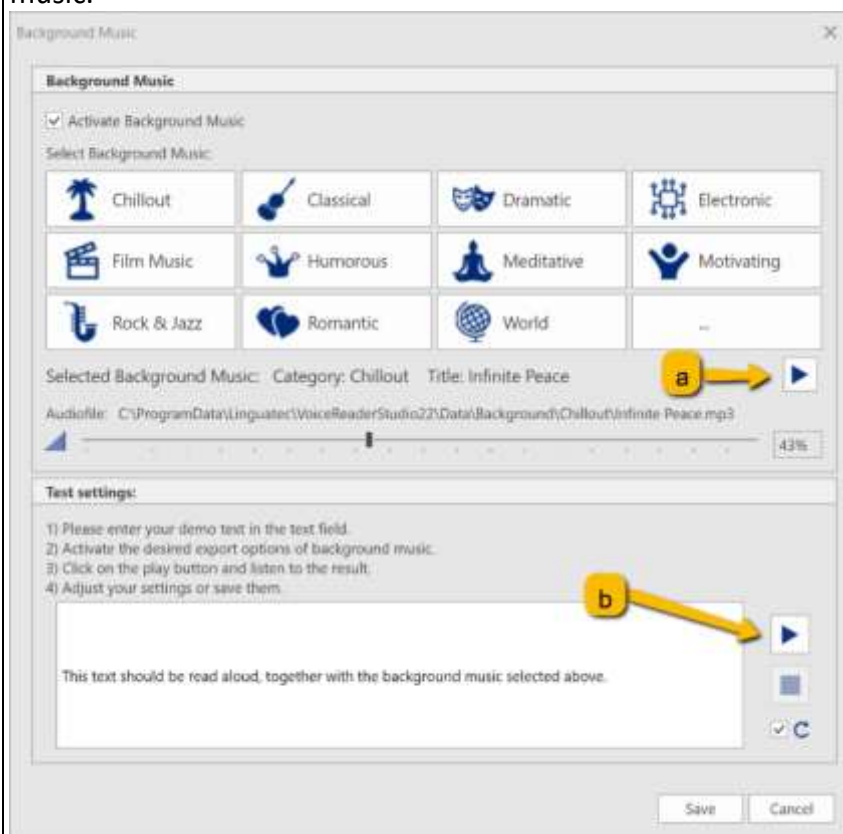 music.
Background Music
Background Music
Activate Background Music
Select Background Music:
Chillout Classical Dramatic Electronic
Film Music Humorous Meditative Motivating
Rock & Jazz Romantic World ...
Selected Background Music: Category: Chillout Title: Infinite Peace
a
Audiofile: C:\ProgramData\Linguatec\VoiceReaderStudio22\Data\Background\Chillout\Infinite Peace.mp3
43%
Test settings:
1) Please enter your demo text in the text field.
2) Activate the desired export options of background music.
3) Click on the play button and listen to the result.
4) Adjust your settings or save them.
b
This text should be read aloud, together with the background music selected above.
Save Cancel